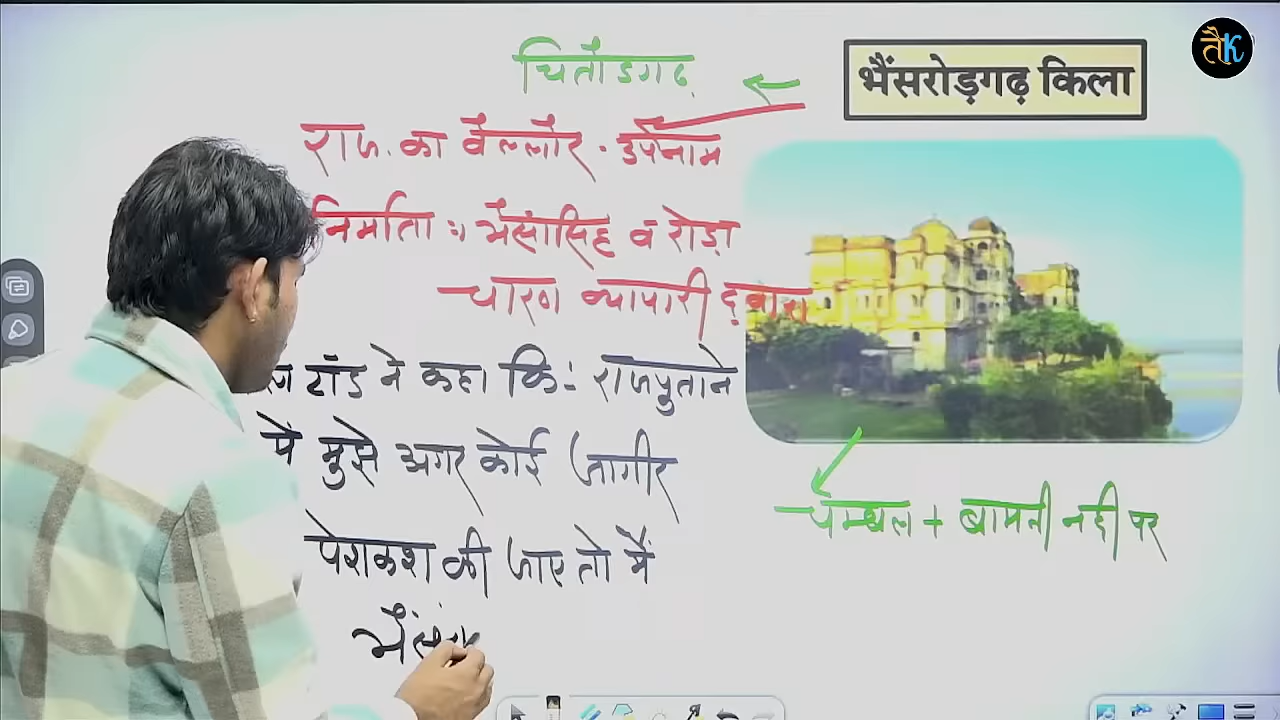 तैK
भैंसरोड़गढ़ किला
चितौडगढ़
राज. का वैल्लौर - उपनाम
निर्माता :, भैंसासिंह व रोड़ा
चारण व्यापारी द्वारा
टॉड ने कहा कि :- राजपुताने
मे मुझे अगर कोई जागीर
पेशकश की जाए तो मैं
चम्बल + बामनी नदी पर